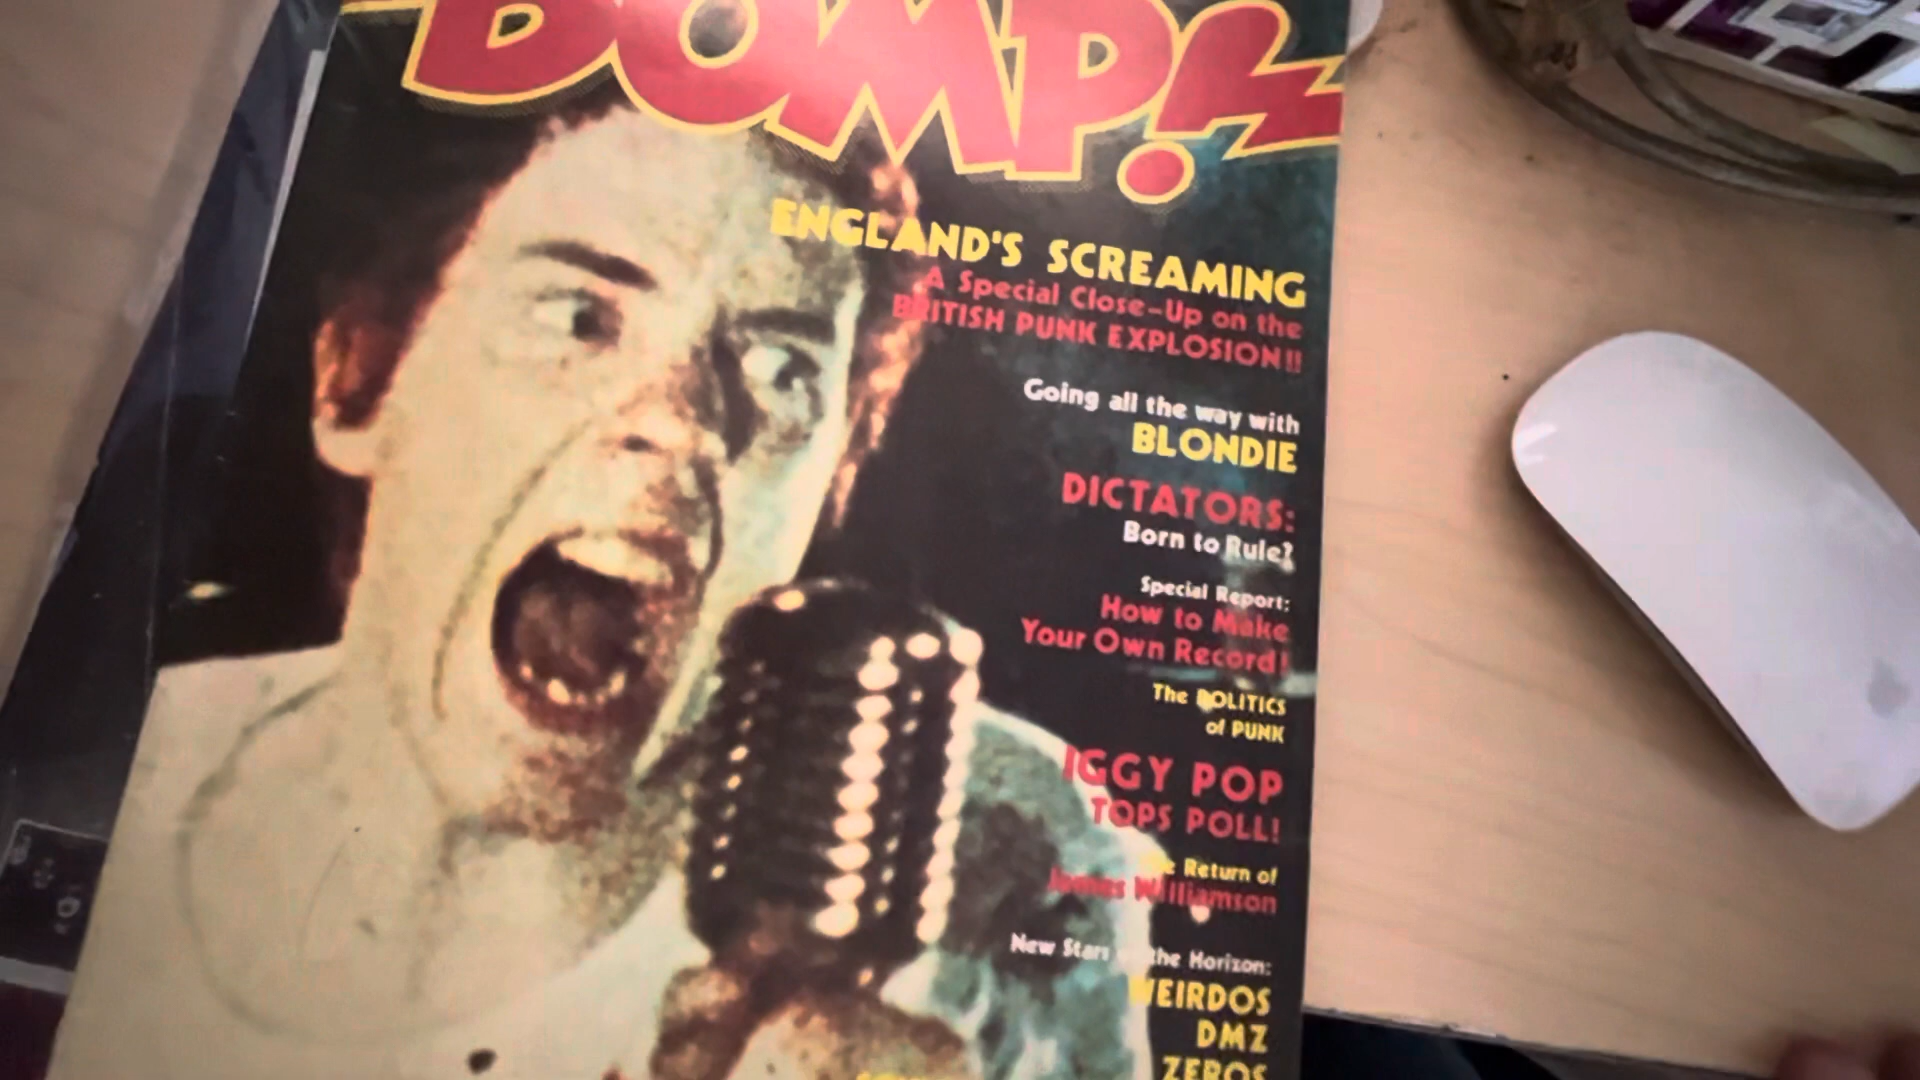 BOMP!
ENGLAND'S SCREAMING
A Special Close-Up on the
BRITISH PUNK EXPLOSION!!
Going all the way with
BLONDIE
DICTATORS:
Born to Rule?
Special Report:
How to Make
Your Own Record!
The POLITICS
of PUNK
IGGY POP
TOPS POLL!
Return of
James Williamson
New Stars the Horizon:
WEIRDOS
DMZ
ZEROS